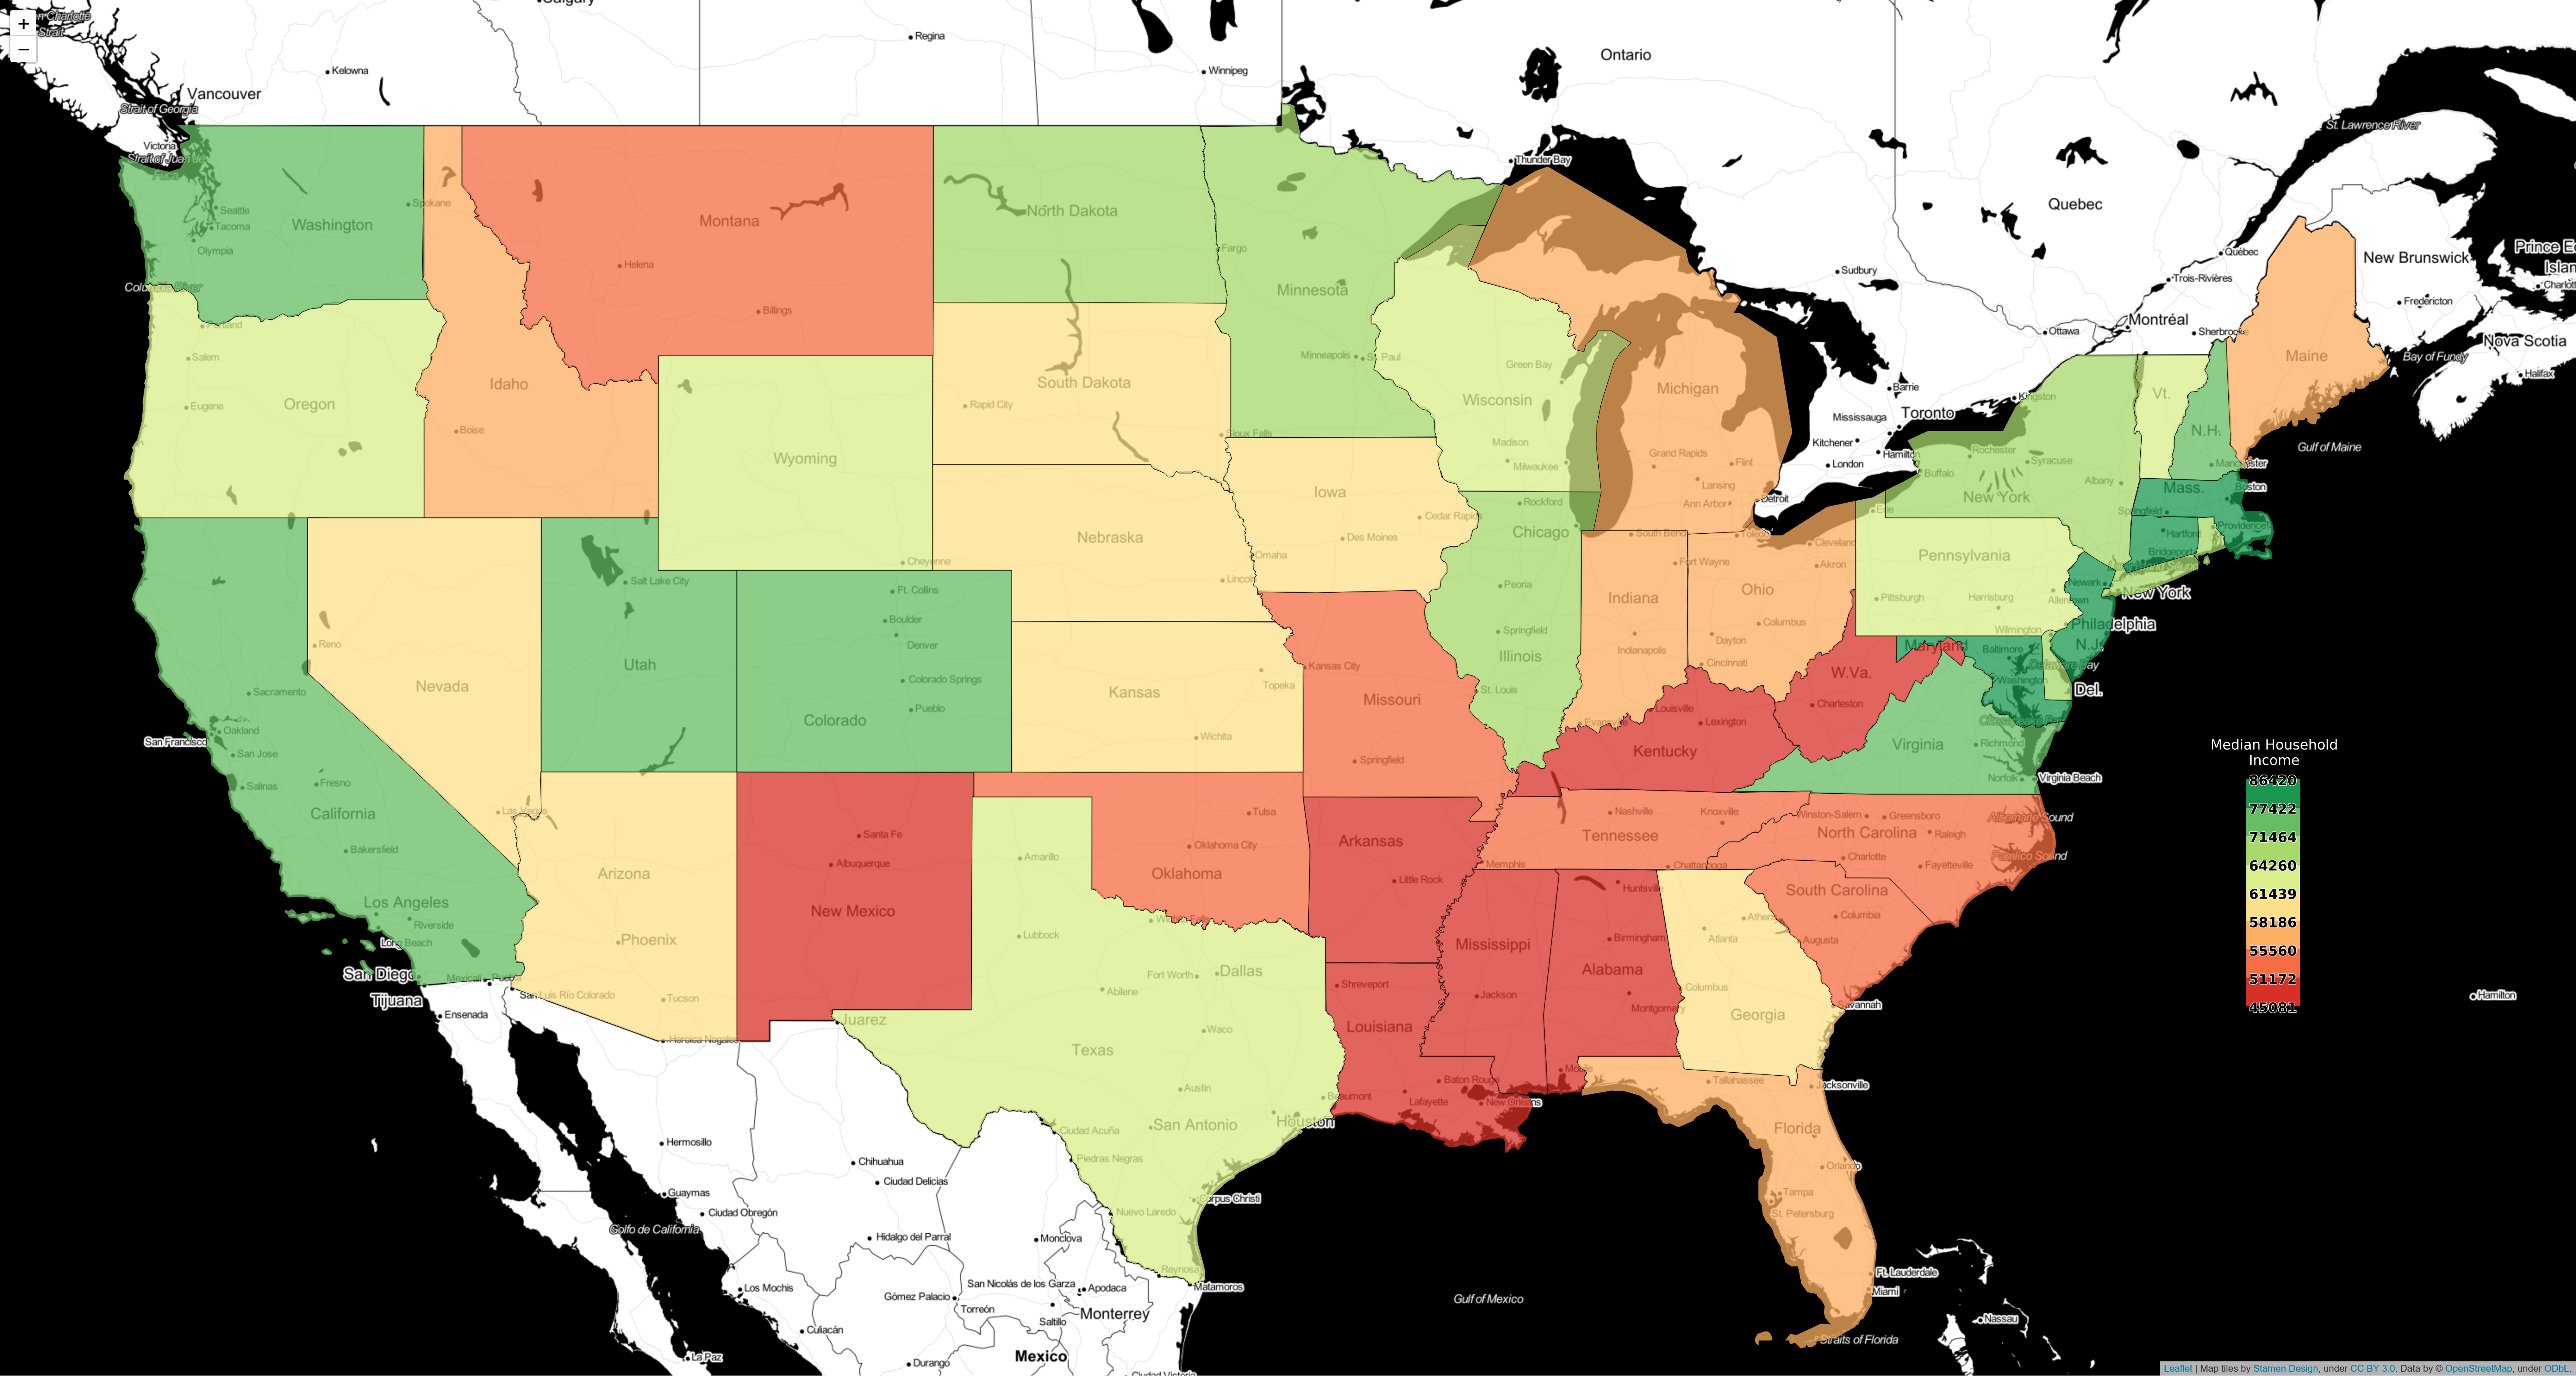 +
−
Calgary
Regina
Ontario
Kelowna
Winnipeg
Vancouver
Strait of Georgia
St. Lawrence River
Victoria
Thunder Bay
Spokane
Quebec
Seattle
Washington
Montana
North Dakota
Tacoma
Olympia
Fargo
Québec
New Brunswick
Helena
Sudbury
Trois-Rivières
Minnesota
Billings
Fredericton
Montréal
Portland
Ottawa
Sherbrooke
Nova Scotia
Salem
Minneapolis
St. Paul
Maine
Bay of Fundy
Green Bay
Halifax
Idaho
South Dakota
Michigan
Barrie
Vt.
Kingston
Oregon
Eugene
Rapid City
Wisconsin
Toronto
Mississauga
Boise
Sioux Falls
N.H.
Madison
Kitchener
Gulf of Maine
Hamilton
Wyoming
Grand Rapids
Flint
London
Rochester
Syracuse
Manchester
Milwaukee
Buffalo
Lansing
Albany
Mass.
Boston
Iowa
Rockford
Ann Arbor
Detroit
New York
Erie
Springfield
Cedar Rapids
Providence
Chicago
South Bend
Toledo
Hartford
Nebraska
Des Moines
Cleveland
Bridgeport
Omaha
Pennsylvania
Cheyenne
Fort Wayne
Akron
Salt Lake City
Lincoln
Newark
Ft. Collins
Peoria
Ohio
New York
Indiana
Pittsburgh
Harrisburg
Allentown
Boulder
Columbus
Philadelphia
Springfield
Wilmington
Reno
Denver
Dayton
Maryland
N.J.
Indianapolis
Baltimore
Utah
Illinois
Cincinnati
Delaware Bay
Kansas City
W.Va.
Colorado Springs
Topeka
Washington
Nevada
Kansas
St. Louis
Del.
Sacramento
Missouri
Charleston
Pueblo
Louisville
Colorado
Evansville
Lexington
Oakland
Wichita
San Francisco
Virginia
Richmond
Median Household
Income
San Jose
Kentucky
Springfield
Norfolk
Virginia Beach
86420
Fresno
Salinas
77422
Las Vegas
Tulsa
Nashville
Knoxville
Winston-Salem
Greensboro
Albemarle Sound
California
Santa Fe
Tennessee
North Carolina
Raleigh
71464
Bakersfield
Oklahoma City
Arkansas
Amarillo
Charlotte
Pamlico Sound
Albuquerque
Memphis
Chattanooga
Fayetteville
64260
Arizona
Oklahoma
Little Rock
Huntsville
South Carolina
61439
Los Angeles
New Mexico
Athens
Columbia
Riverside
58186
Lubbock
Phoenix
Birmingham
Atlanta
Augusta
Long Beach
Mississippi
55560
San Diego
Mexicali
Fort Worth
Dallas
Alabama
51172
Shreveport
Columbus
Abilene
San Luis Río Colorado
Tucson
Jackson
Hamilton
Tijuana
Montgomery
Savannah
45081
Ensenada
Juarez
Georgia
Louisiana
Waco
Heroica Nogales
Texas
Mobile
Baton Rouge
Tallahassee
Jacksonville
Austin
Beaumont
Lafayette
New Orleans
San Antonio
Houston
Ciudad Acuña
Florida
Hermosillo
Piedras Negras
Chihuahua
Orlando
Ciudad Delicias
Guaymas
Tampa
Corpus Christi
Ciudad Obregón
Nuevo Laredo
St. Petersburg
Golfo de California
Hidalgo del Parral
Monclova
Reynosa
Ft. Lauderdale
San Nicolás de los Garza
Apodaca
Matamoros
Los Mochis
Miami
Gómez Palacio
Gulf of Mexico
Torreón
Monterrey
Saltillo
Nassau
Culiacán
Straits of Florida
Mexico
La Paz
Durango
Ciudad Victoria
Leaflet | Map tiles by Stamen Design, under CC BY 3.0. Data by © OpenStreetMap, under ODbL.